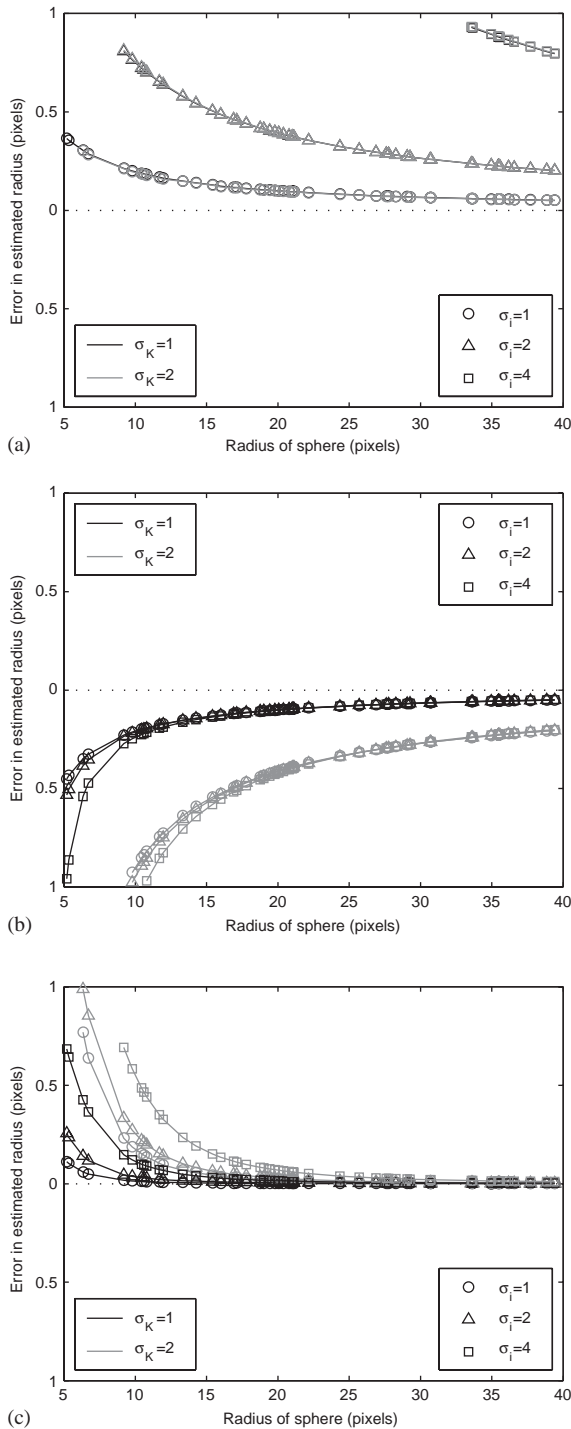 1
0.5
0
0.5
1
Error in estimated radius (pixels)
σK=1
σK=2
σi=1
σi=2
σi=4
5 10 15 20 25 30 35 40
Radius of sphere (pixels)
(a)
1
0.5
0
0.5
1
Error in estimated radius (pixels)
σK=1
σK=2
σi=1
σi=2
σi=4
5 10 15 20 25 30 35 40
Radius of sphere (pixels)
(b)
1
0.5
0
0.5
1
Error in estimated radius (pixels)
σK=1
σK=2
σi=1
σi=2
σi=4
5 10 15 20 25 30 35 40
Radius of sphere (pixels)
(c)